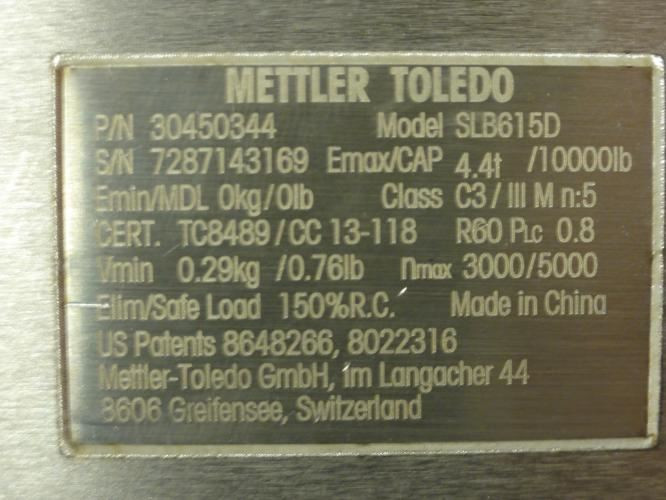 METTLER TOLEDO
P/N 30450344 Model SLB615D
S/N 7287143169 Emax/CAP 4.4t /10000lb
Emin/MDL 0kg/0lb Class C3/III M n:5
CERT. TC8489/CC 13-118 R60 PLC 0.8
Vmin 0.29kg /0.76lb nmax 3000/5000
Elim/Safe Load 150%R.C. Made in China
US Patents 8648266, 8022316
Mettler-Toledo GmbH, im Langacher 44
8606 Greifensee, Switzerland